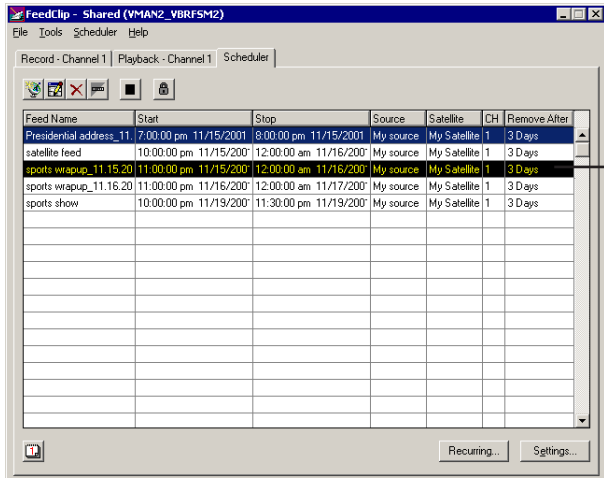 FeedClip - Shared (VMAN2_VBRFSM2)
File Tools Scheduler Help
Record - Channel 1 Playback - Channel 1 Scheduler
Feed Name Start Stop Source Satellite CH Remove After
Presidential address_11. 7:00:00 pm 11/15/2001 8:00:00 pm 11/15/2001 My source My Satellite 1 3 Days
satellite feed 10:00:00 pm 11/15/200 12:00:00 am 11/16/200 My source My Satellite 1 3 Days
sports wrapup_11.15.20 11:00:00 pm 11/15/200 12:00:00 am 11/16/200 My source My Satellite 1 3 Days
sports wrapup_11.16.20 11:00:00 pm 11/16/200 12:00:00 am 11/17/200 My source My Satellite 1 3 Days
sports show 10:00:00 pm 11/19/200 11:30:00 pm 11/19/200 My source My Satellite 1 3 Days
Recurring... Settings...